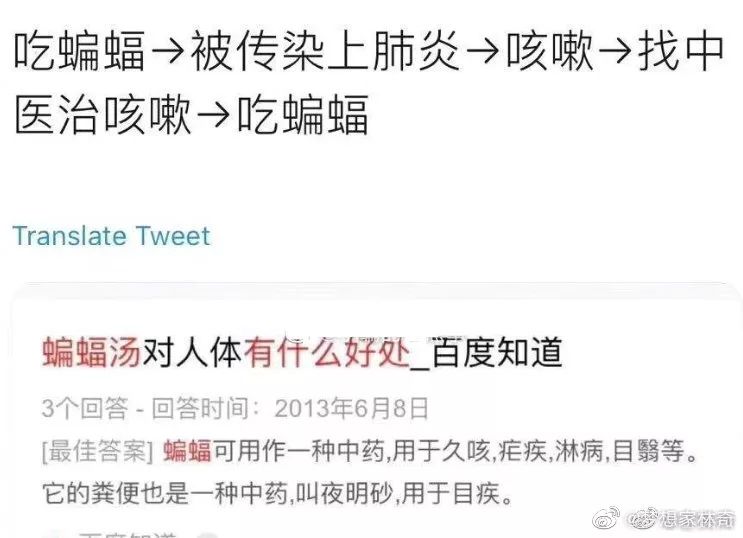 吃蝙蝠→被传染上肺炎→咳嗽→找中
医治咳嗽→吃蝙蝠
Translate Tweet
蝙蝠汤对人体有什么好处_百度知道
3个回答 - 回答时间：2013年6月8日
[最佳答案] 蝙蝠可用作一种中药,用于久咳,疟疾,淋病,目翳等。
它的粪便也是一种中药,叫夜明砂,用于目疾。
百度知道
@梦想家林奇